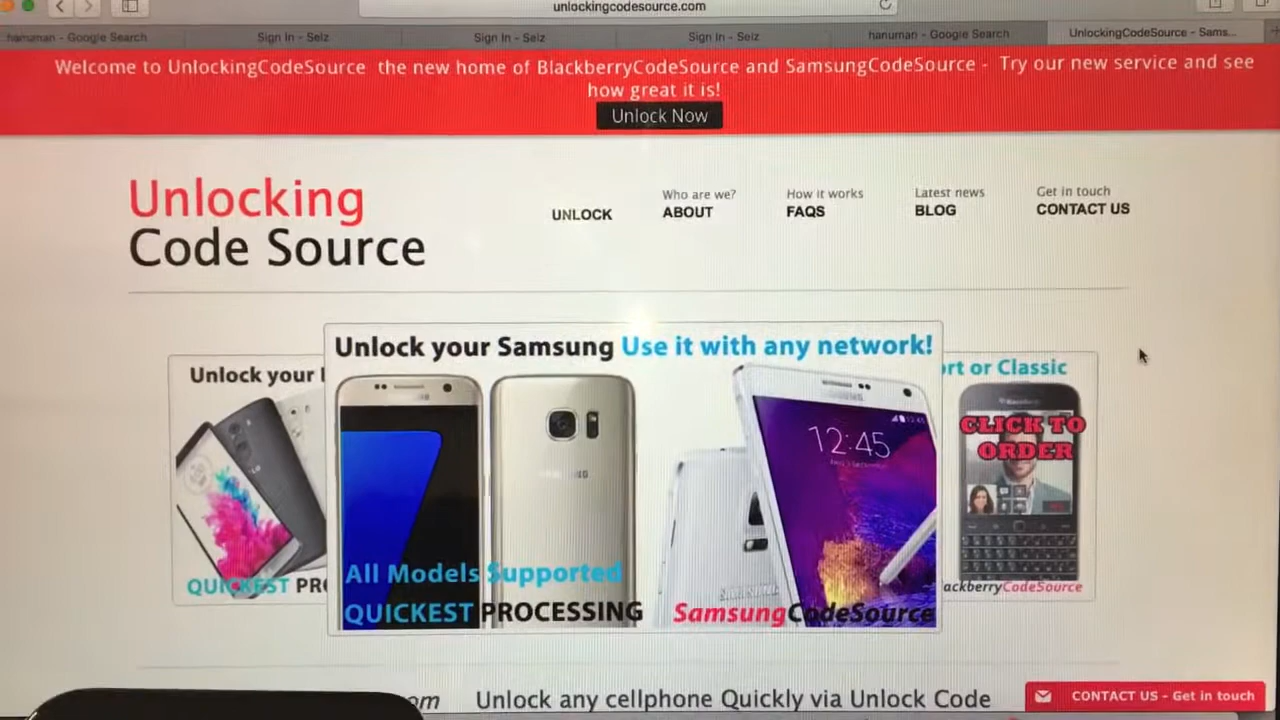 unlockingcodesource.com
hanuman - Google Search
Sign In - Selz
Sign In - Selz
Sign In - Selz
hanuman - Google Search
UnlockingCodeSource - Sams...
Welcome to UnlockingCodeSource the new home of BlackberryCodeSource and SamsungCodeSource - Try our new service and see
how great it is!
Unlock Now
Unlocking
Code Source
UNLOCK
Who are we?
ABOUT
How it works
FAQS
Latest news
BLOG
Get in touch
CONTACT US
Unlock your
QUICKEST PRO
Unlock your Samsung Use it with any network!
12:45
All Models Supported
QUICKEST PROCESSING
SamsungCodeSource
rt or Classic
CLICK TO
ORDER
ackberryCodeSource
om Unlock any cellphone Quickly via Unlock Code
CONTACT US - Get in touch